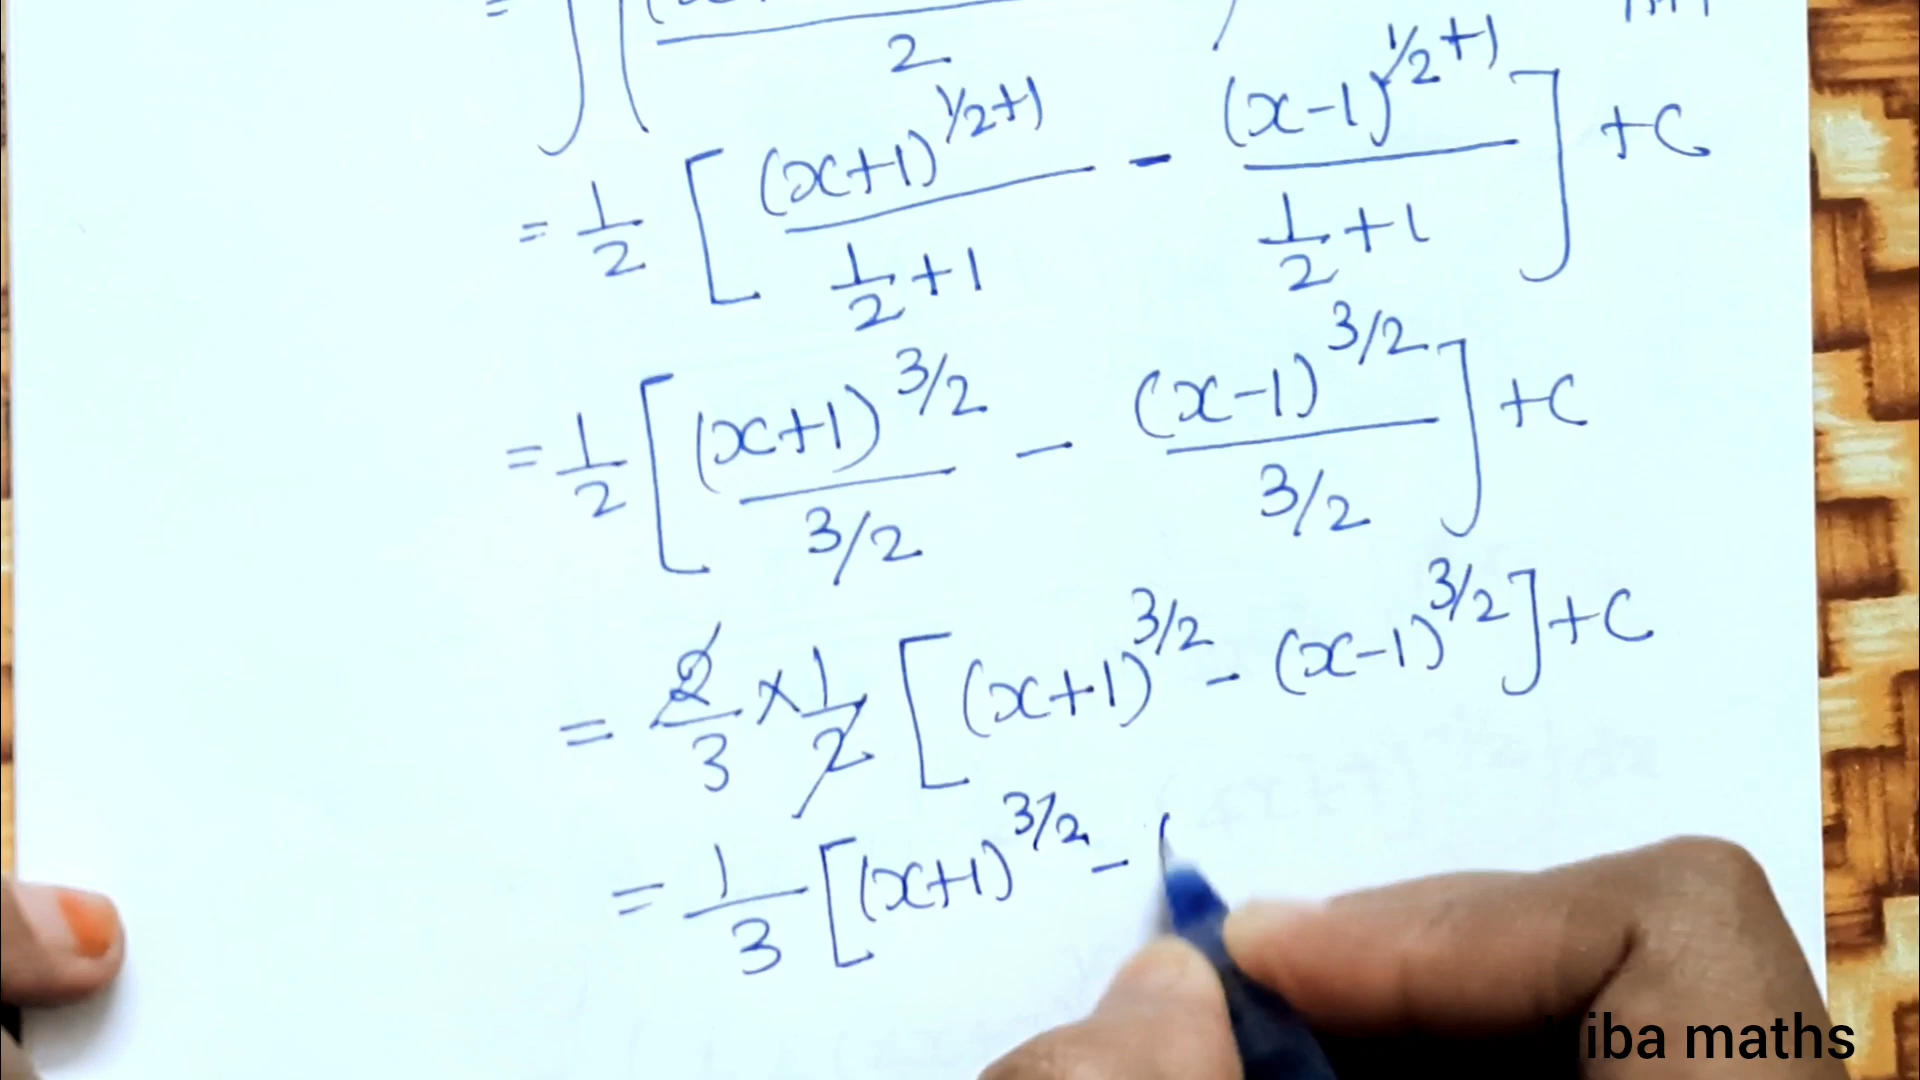 = ∫( 2
= 1/2 [ (x+1)^(1/2+1) / (1/2+1) - (x-1)^(1/2+1) / (1/2+1) ] + C
= 1/2 [ (x+1)^(3/2) / (3/2) - (x-1)^(3/2) / (3/2) ] + C
= 2/3 × 1/2 [ (x+1)^(3/2) - (x-1)^(3/2) ] + C
= 1/3 [ (x+1)^(3/2) - (
iba maths